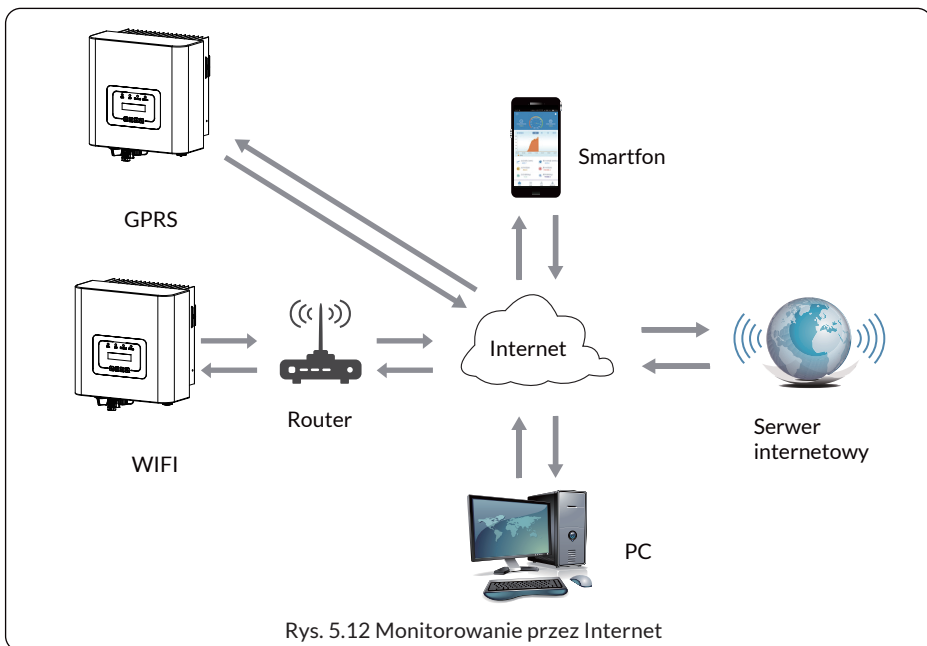 Smartfon
GPRS
Internet
Router
WIFI
Serwer
internetowy
PC
Rys. 5.12 Monitorowanie przez Internet